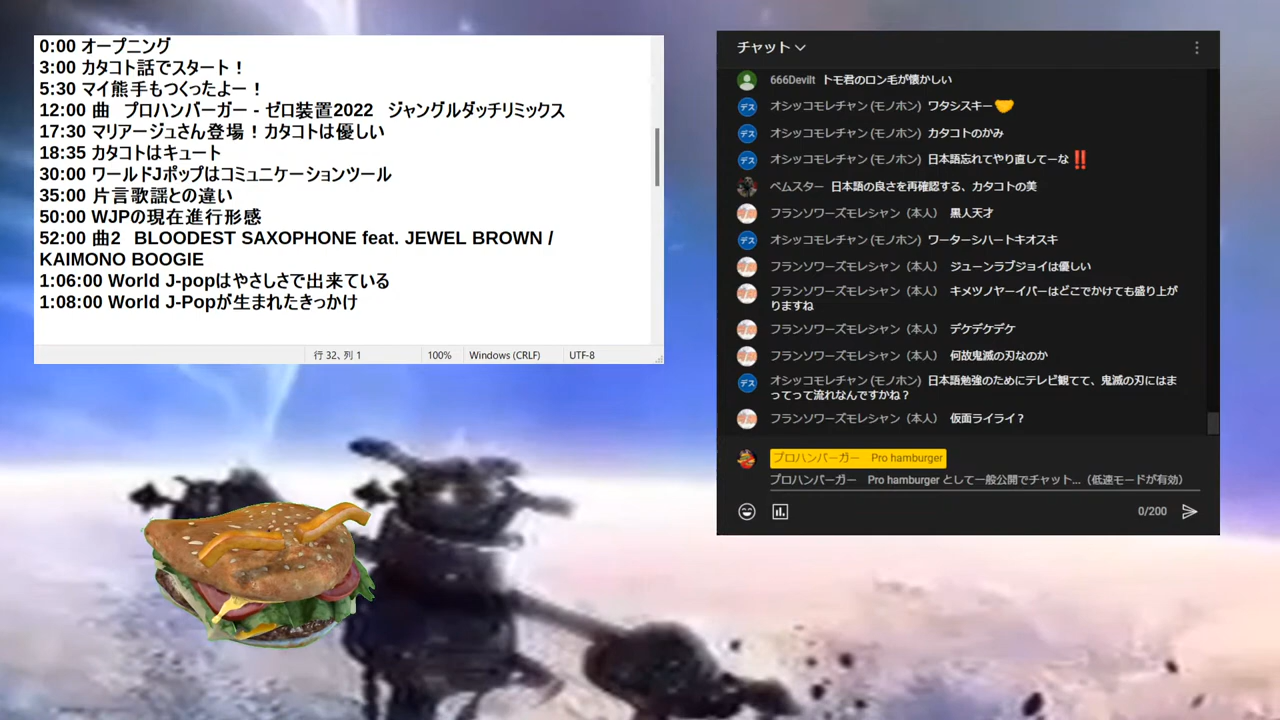 0:00 オープニング
3:00 カタコト話でスタート！
5:30 マイ熊手もつくったよー！
12:00 曲　プロハンバーガー - ゼロ装置2022　ジャングルダッチリミックス
17:30 マリアージュさん登場！カタコトは優しい
18:35 カタコトはキュート
30:00 ワールドJポップはコミュニケーションツール
35:00 片言歌謡との違い
50:00 WJPの現在進行形感
52:00 曲2　BLOODEST SAXOPHONE feat. JEWEL BROWN /
KAIMONO BOOGIE
1:06:00 World J-popはやさしさで出来ている
1:08:00 World J-Popが生まれたきっかけ
行 32、列 1
100%
Windows (CRLF)
UTF-8
チャット
666Devilt トモ君のロン毛が懐かしい
デス オシッコモレチャン (モノホン) ワタシスキー🤝
デス オシッコモレチャン (モノホン) カタコトのかみ
デス オシッコモレチャン (モノホン) 日本語忘れてやり直してーな‼
ベムスター 日本語の良さを再確認する、カタコトの美
フランソワーズモレシャン（本人） 黒人天才
デス オシッコモレチャン (モノホン) ワーターシハートキオスキ
フランソワーズモレシャン（本人） ジューンラブジョイは優しい
フランソワーズモレシャン（本人） キメツノヤーイバーはどこでかけても盛り上が
りますね
フランソワーズモレシャン（本人） デケデケデケ
フランソワーズモレシャン（本人） 何故鬼滅の刃なのか
デス オシッコモレチャン (モノホン) 日本語勉強のためにテレビ観てて、鬼滅の刃にはま
ってって流れなんですかね？
フランソワーズモレシャン（本人） 仮面ライライ？
プロハンバーガー　Pro hamburger
プロハンバーガー　Pro hamburger として一般公開でチャット...（低速モードが有効）
0/200